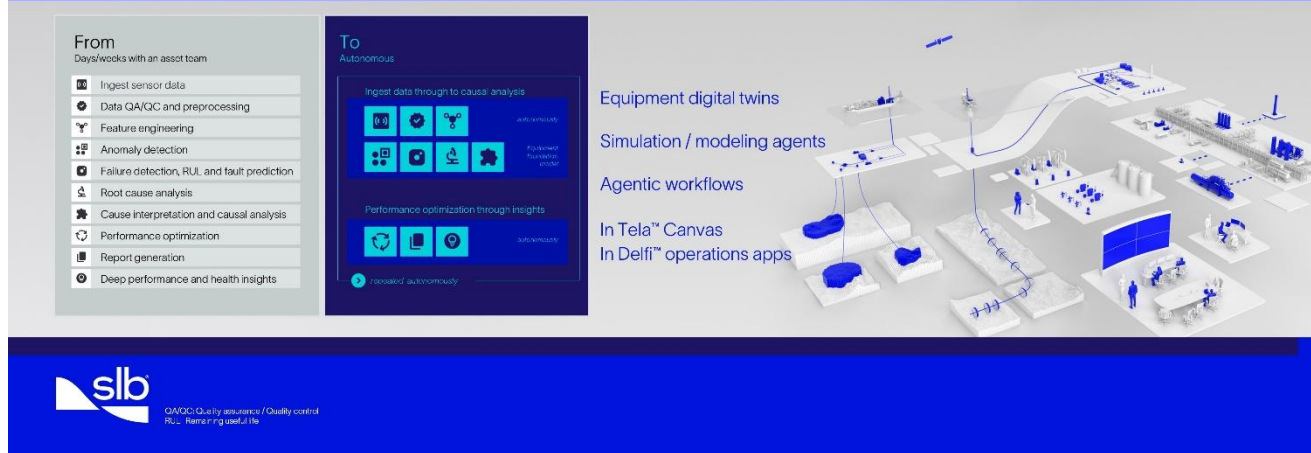 From
Days/weeks with an asset team
Ingest sensor data
Data QA/QC and preprocessing
Feature engineering
Anomaly detection
Failure detection, RUL and fault prediction
Root cause analysis
Cause interpretation and causal analysis
Performance optimization
Report generation
Deep performance and health insights
To
Autonomous
Ingest data through to causal analysis
autonomously
Equipment
foundation
model
Performance optimization through insights
autonomously
repeated autonomously
Equipment digital twins
Simulation / modeling agents
Agentic workflows
In Tela™ Canvas
In Delfi™ operations apps
slb
QA/QC: Quality assurance / Quality control
RUL: Remaining useful life